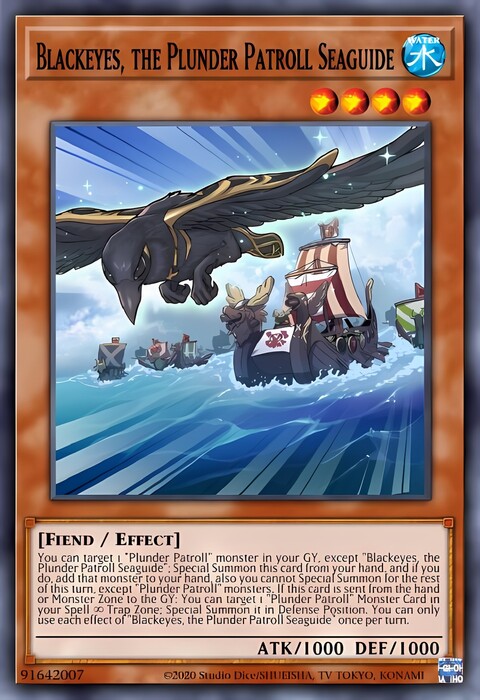 Blackeyes, the Plunder Patroll Seaguide
WATER
水
[Fiend / Effect]
You can target 1 "Plunder Patroll" monster in your GY, except "Blackeyes, the
Plunder Patroll Seaguide"; Special Summon this card from your hand, and if you
do, add that monster to your hand, also you cannot Special Summon for the rest
of this turn, except "Plunder Patroll" monsters. If this card is sent from the hand
or Monster Zone to the GY: You can target 1 "Plunder Patroll" Monster Card in
your Spell ∞ Trap Zone; Special Summon it in Defense Position. You can only
use each effect of "Blackeyes, the Plunder Patroll Seaguide" once per turn.
ATK/1000 DEF/1000
91642007
©2020 Studio Dice/SHUEISHA, TV TOKYO, KONAMI